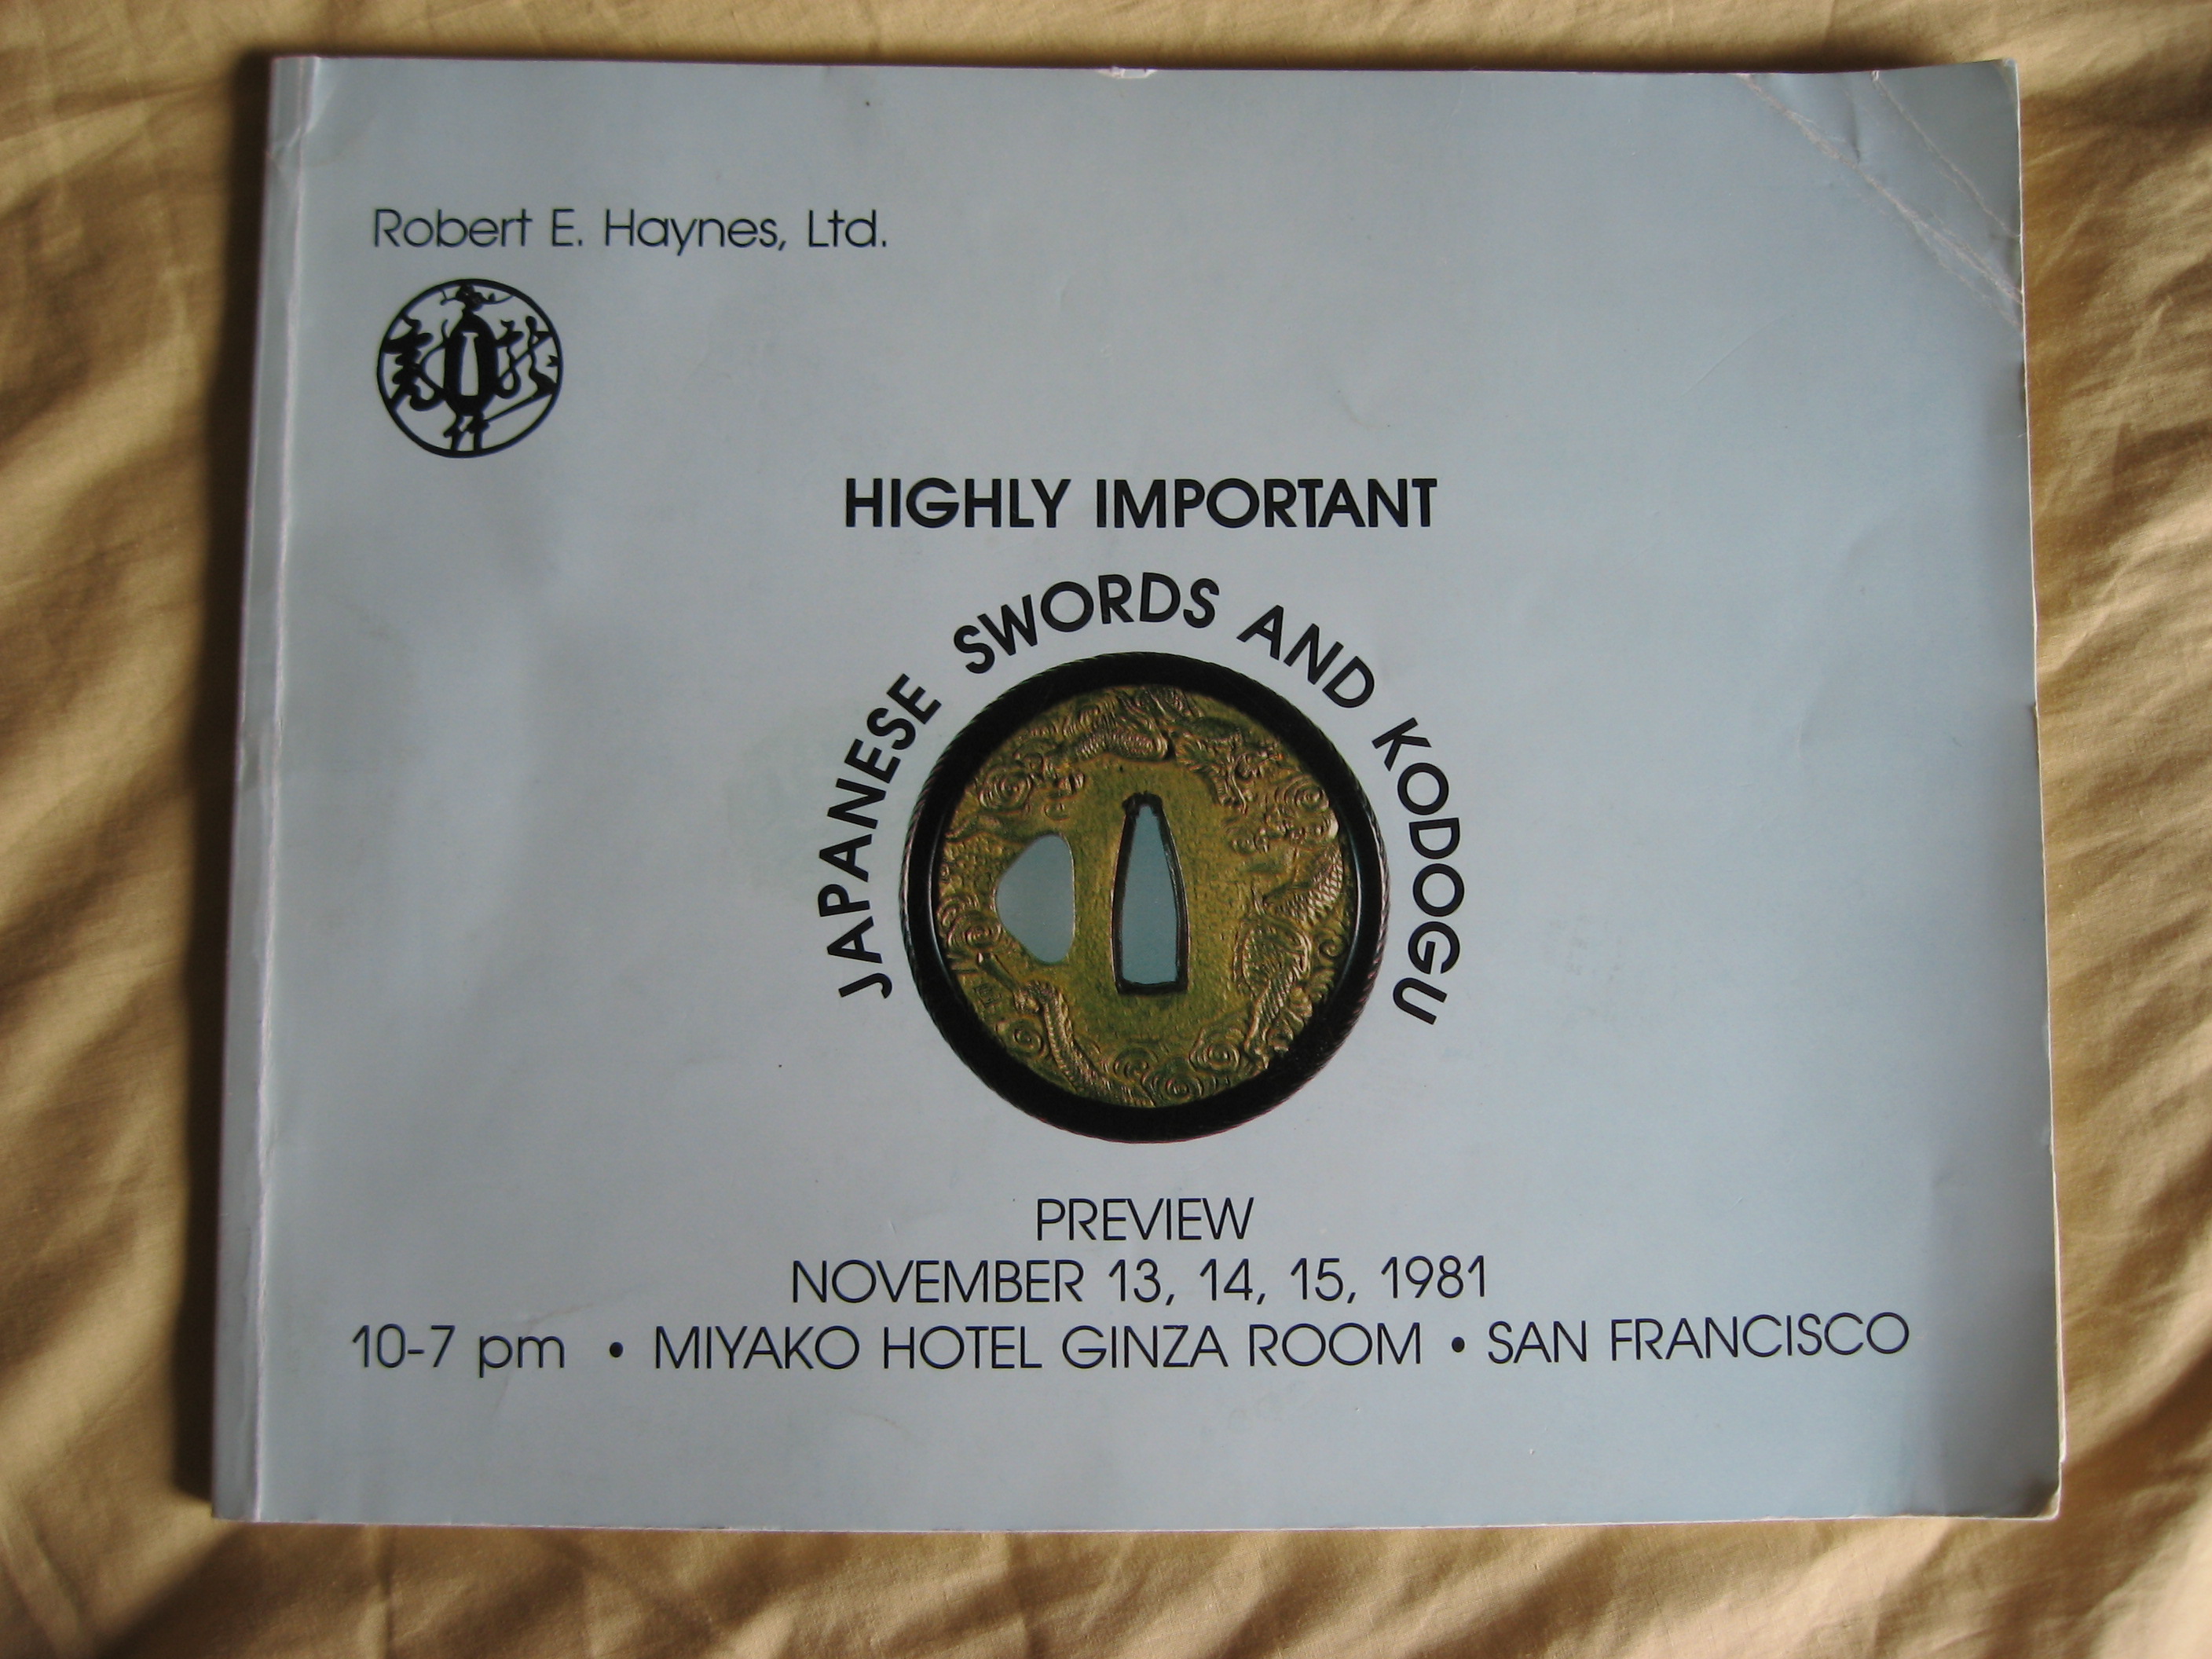 Robert E. Haynes, Ltd.
HIGHLY IMPORTANT
JAPANESE SWORDS AND KODOGU
PREVIEW
NOVEMBER 13, 14, 15, 1981
10-7 pm • MIYAKO HOTEL GINZA ROOM • SAN FRANCISCO